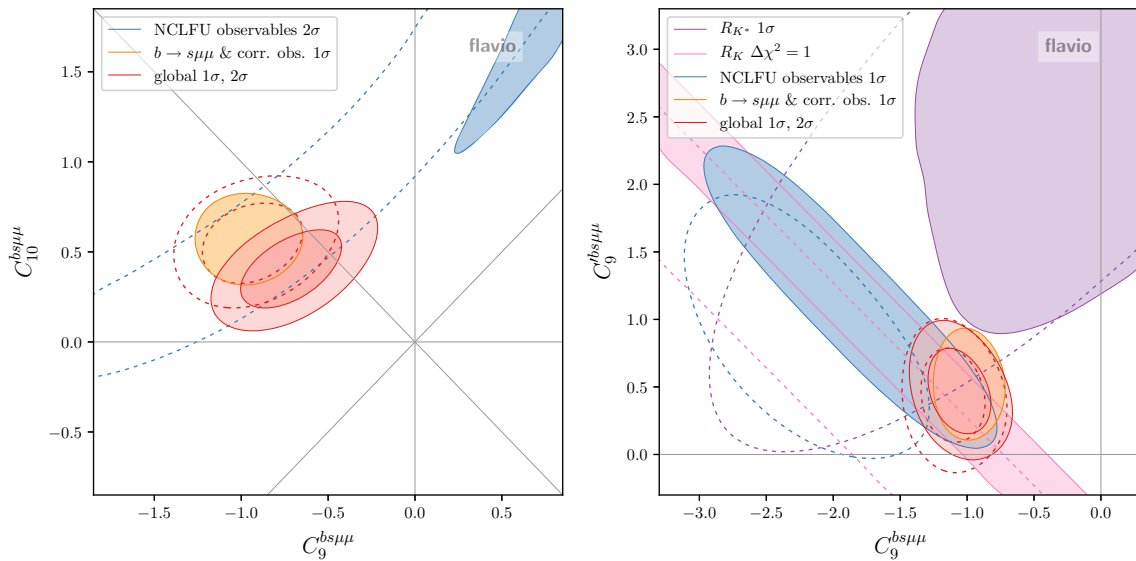 NCLFU observables 2σ
b → sμμ & corr. obs. 1σ
global 1σ, 2σ
flavio
1.5
1.0
0.5
0.0
−0.5
C₁₀^{bsμμ}
−1.5
−1.0
−0.5
0.0
0.5
C₉^{bsμμ}
R_{K*} 1σ
R_K Δχ² = 1
NCLFU observables 1σ
b → sμμ & corr. obs. 1σ
global 1σ, 2σ
flavio
3.0
2.5
2.0
1.5
1.0
0.5
0.0
C₉′^{bsμμ}
−3.0
−2.5
−2.0
−1.5
−1.0
−0.5
0.0
C₉^{bsμμ}